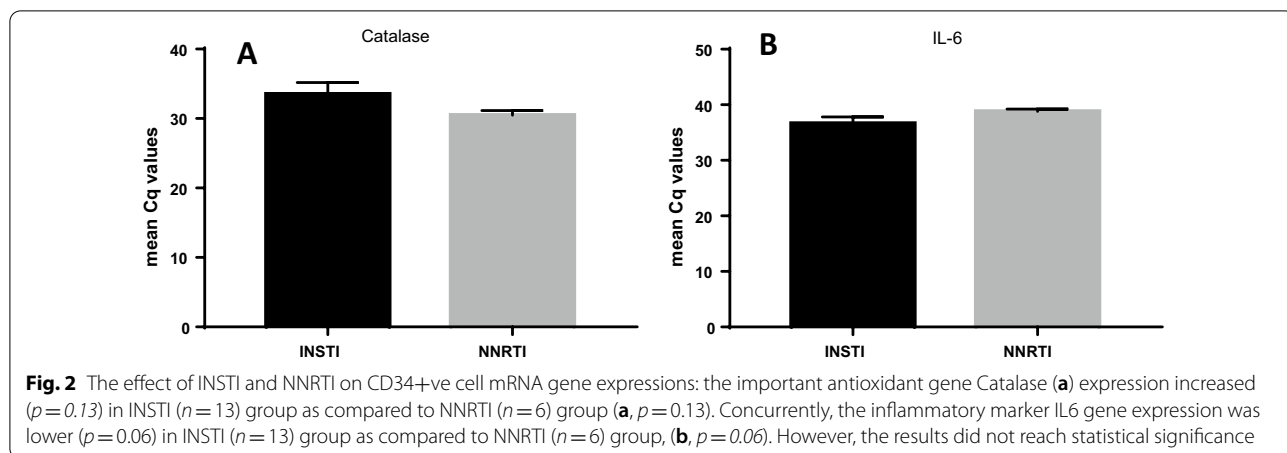 A
Catalase
40
30
20
10
0
mean Cq values
INSTI
NNRTI
B
IL-6
50
40
30
20
10
0
mean Cq values
INSTI
NNRTI
Fig. 2 The effect of INSTI and NNRTI on CD34+ve cell mRNA gene expressions: the important antioxidant gene Catalase (a) expression increased
(p = 0.13) in INSTI (n = 13) group as compared to NNRTI (n = 6) group (a, p = 0.13). Concurrently, the inflammatory marker IL6 gene expression was
lower (p = 0.06) in INSTI (n = 13) group as compared to NNRTI (n = 6) group, (b, p = 0.06). However, the results did not reach statistical significance